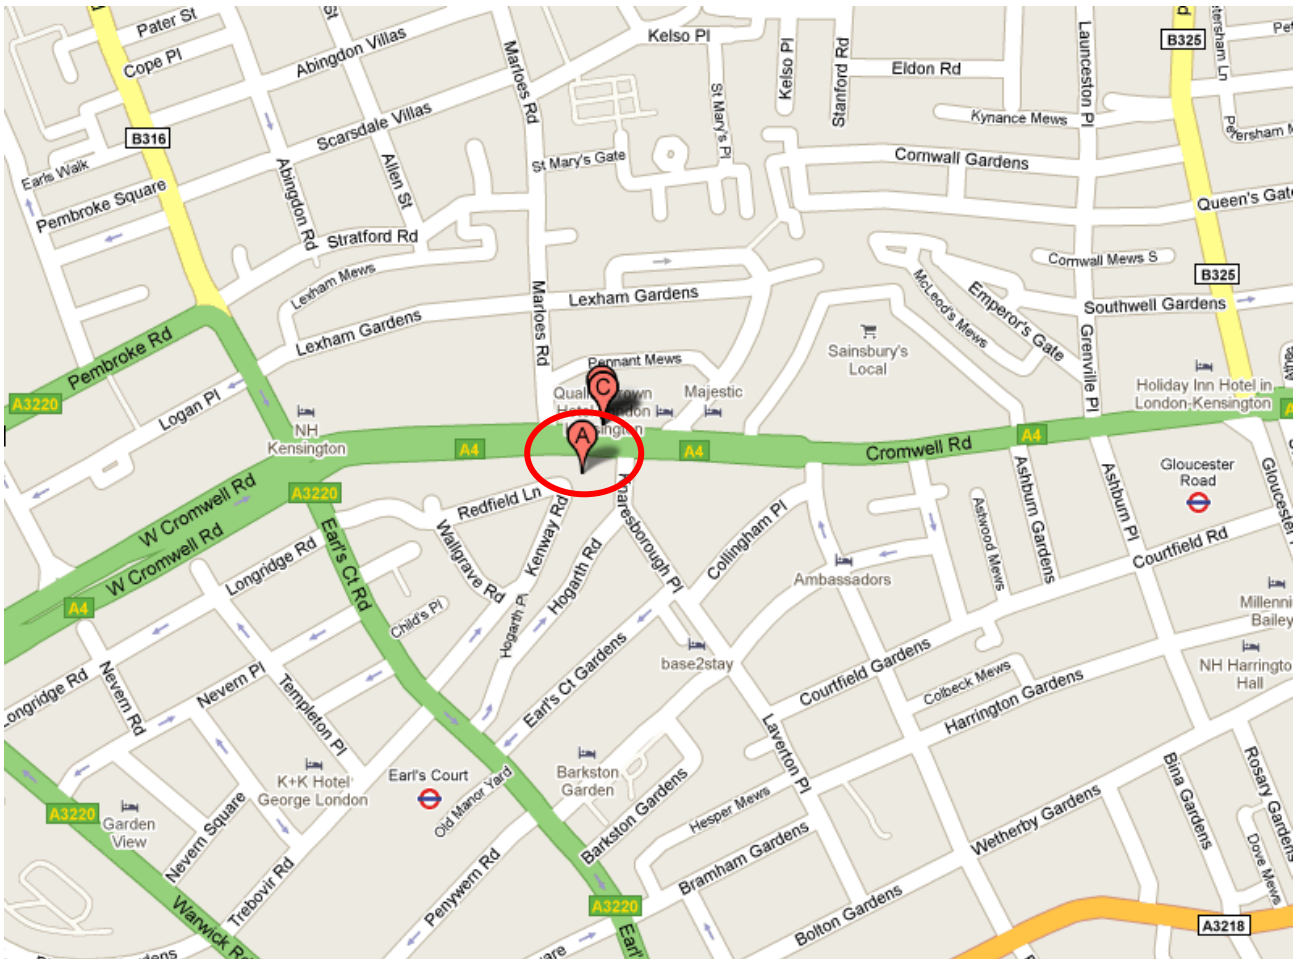 Pater St
Cope Pl
Abingdon Villas
Kelso Pl
Marloes Rd
St Mary's Pl
Kelso Pl
Stanford Rd
Eldon Rd
Launceston Pl
B325
B316
Scarsdale Villas
Kynance Mews
Earls Walk
Abingdon Rd
Allen St
St Mary's Gate
Cornwall Gardens
Pembroke Square
Queen's Gate
Stratford Rd
Cornwall Mews S
B325
Lexham Mews
Lexham Gardens
Marloes Rd
McLeod's Mews
Emperor's Gate
Southwell Gardens
Lexham Gardens
Pembroke Rd
Grenville Pl
Sainsbury's
Local
Pennant Mews
Logan Pl
A3220
Majestic
Holiday Inn Hotel in
London-Kensington
C
NH
Kensington
A
A4
A4
Cromwell Rd
A4
W Cromwell Rd
W Cromwell Rd
A3220
Redfield Ln
Knaresborough Pl
Gloucester
Road
Earl's Ct Rd
Wallgrave Rd
Kenway Rd
Hogarth Rd
Collingham Pl
Astwood Mews
Ashburn Gardens
Ashburn Pl
Courtfield Rd
Longridge Rd
Ambassadors
A4
Child's Pl
Hogarth Pl
base2stay
Earl's Ct Gardens
Longridge Rd
Nevern Rd
Nevern Pl
Templeton Pl
Courtfield Gardens
Colbeck Mews
Harrington Gardens
Laverton Pl
K+K Hotel
George London
Earl's Court
Old Manor Yard
Barkston
Garden
Barkston Gardens
Hesper Mews
Wetherby Gardens
Bina Gardens
Rosary Gardens
Dove Mews
A3220
Garden
View
Nevern Square
Trebovir Rd
Penywern Rd
Bramham Gardens
A3220
Bolton Gardens
Warwick Rd
A3218